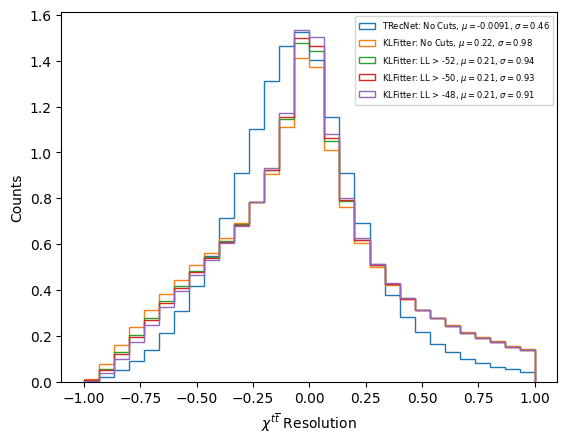 TRecNet: No Cuts, μ = -0.0091, σ = 0.46
KLFitter: No Cuts, μ = 0.22, σ = 0.98
KLFitter: LL > -52, μ = 0.21, σ = 0.94
KLFitter: LL > -50, μ = 0.21, σ = 0.93
KLFitter: LL > -48, μ = 0.21, σ = 0.91
Counts
1.6
1.4
1.2
1.0
0.8
0.6
0.4
0.2
0.0
−1.00 −0.75 −0.50 −0.25 0.00 0.25 0.50 0.75 1.00
χ^{tt̅} Resolution